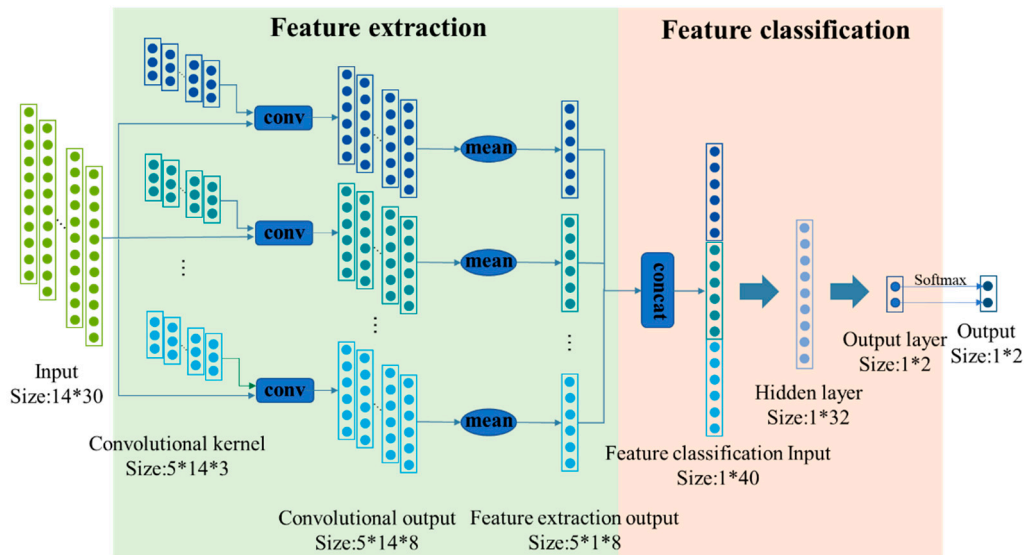 Feature extraction
Feature classification
conv
mean
conv
mean
concat
Softmax
conv
mean
Input
Size:14*30
Convolutional kernel
Size:5*14*3
Convolutional output
Size:5*14*8
Feature extraction output
Size:5*1*8
Feature classification Input
Size:1*40
Hidden layer
Size:1*32
Output layer
Size:1*2
Output
Size:1*2